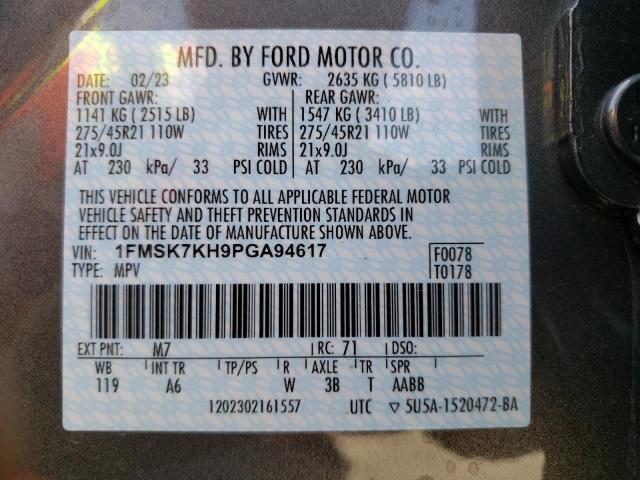 MFD. BY FORD MOTOR CO.
DATE: 02/23 GVWR: 2635 KG ( 5810 LB)
FRONT GAWR: REAR GAWR:
1141 KG ( 2515 LB) WITH 1547 KG ( 3410 LB) WITH
275/45R21 110W TIRES 275/45R21 110W TIRES
21x9.0J RIMS 21x9.0J RIMS
AT 230 kPa/ 33 PSI COLD AT 230 kPa/ 33 PSI COLD
THIS VEHICLE CONFORMS TO ALL APPLICABLE FEDERAL MOTOR
VEHICLE SAFETY AND THEFT PREVENTION STANDARDS IN
EFFECT ON THE DATE OF MANUFACTURE SHOWN ABOVE.
VIN: 1FMSK7KH9PGA94617 F0078
TYPE: MPV T0178
EXT PNT: M7 RC: 71 DSO:
WB INT TR TP/PS R AXLE TR SPR
119 A6 W 3B T AABB
1202302161557 UTC ▽ 5U5A-1520472-BA